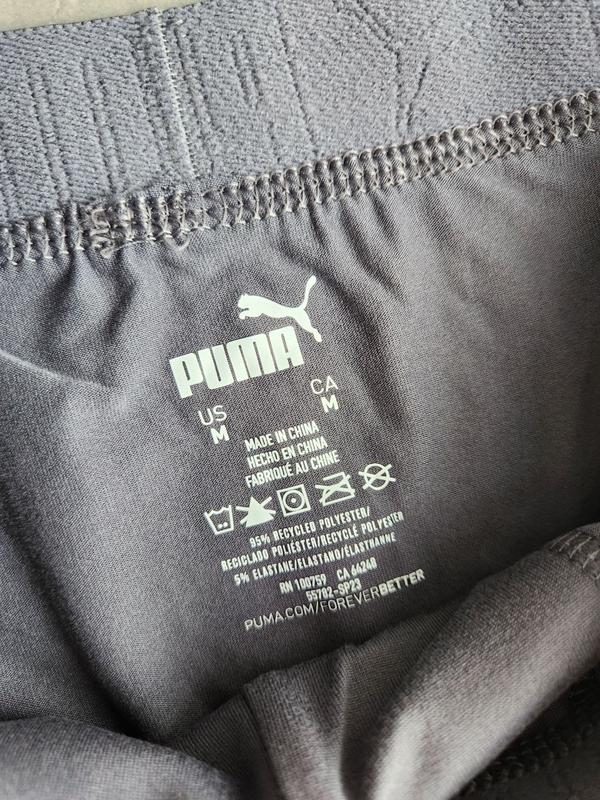 PUMA
US CA
M M
MADE IN CHINA
HECHO EN CHINA
FABRIQUÉ AU CHINE
95% RECYCLED POLYESTER/
RECICLADO POLIÉSTER/RECYCLÉ POLYESTER
5% ELASTANE/ELASTANO/ÉLASTHANNE
RN 100759 CA 64248
55782-SP23
PUMA.COM/FOREVERBETTER